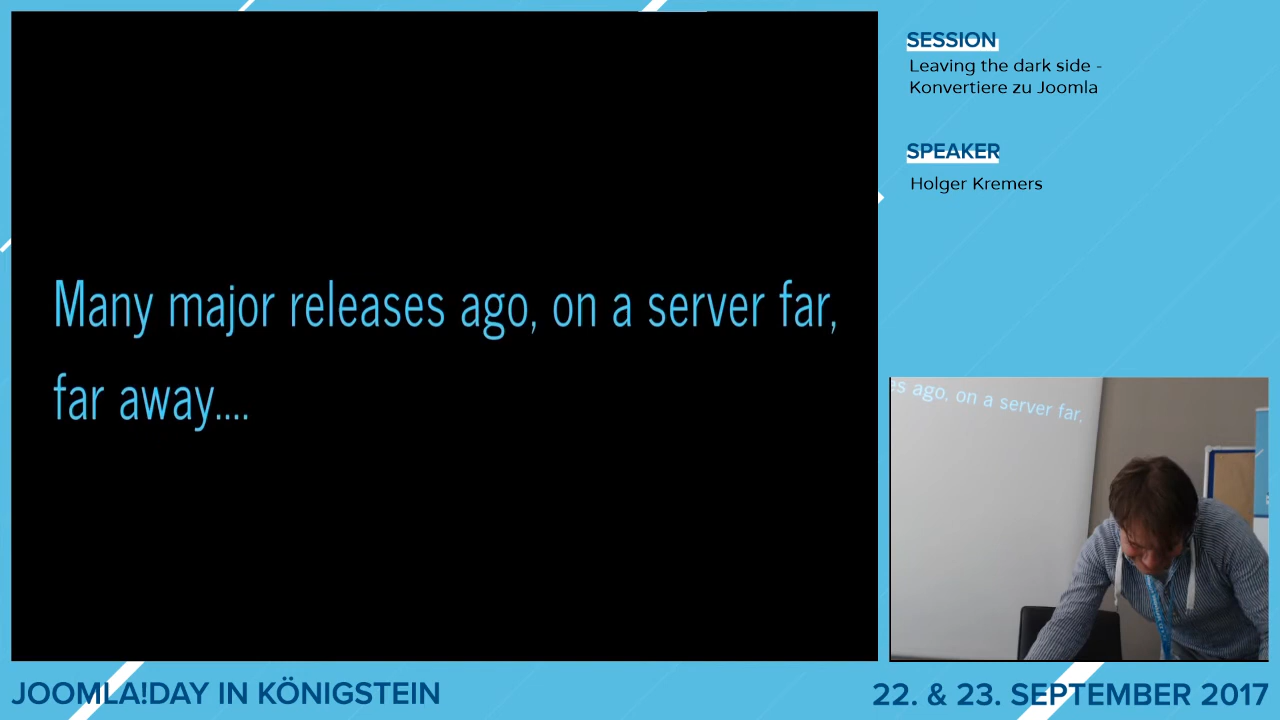 Many major releases ago, on a server far,
far away....
SESSION
Leaving the dark side -
Konvertiere zu Joomla
SPEAKER
Holger Kremers
es ago, on a server far,
JOOMLA!DAY IN KÖNIGSTEIN
22. & 23. SEPTEMBER 2017